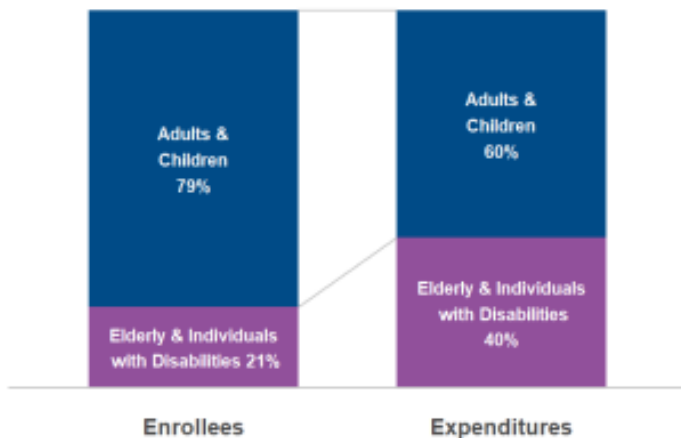 Adults &
Children
79%
Elderly & Individuals
with Disabilities 21%
Adults &
Children
60%
Elderly & Individuals
with Disabilities
40%
Enrollees
Expenditures